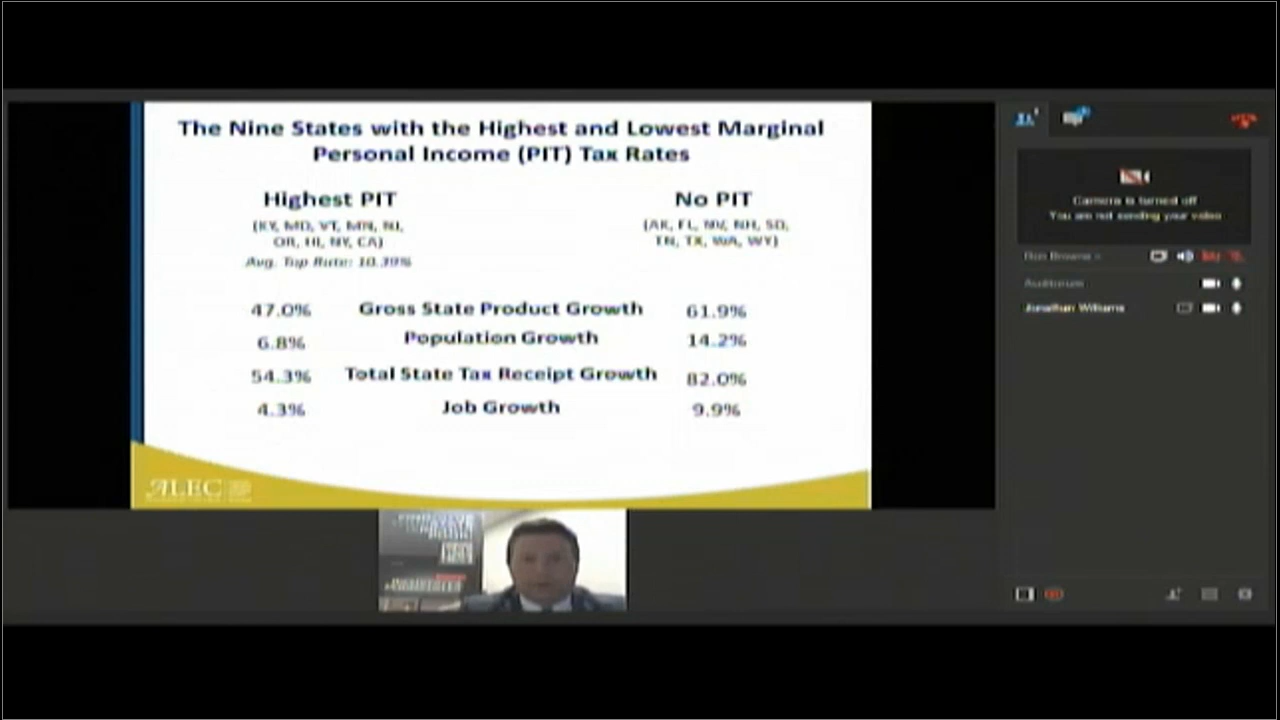 The Nine States with the Highest and Lowest Marginal
Personal Income (PIT) Tax Rates
Highest PIT
No PIT
(KY, MD, VT, MN, NJ,
OR, HI, NY, CA)
(AK, FL, NV, NH, SD,
TN, TX, WA, WY)
Avg. Top Rate: 10.39%
47.0% Gross State Product Growth 61.9%
6.8% Population Growth 14.2%
54.3% Total State Tax Receipt Growth 82.0%
4.3% Job Growth 9.9%
ALEC
Camera is turned off
You are not sending your video
Auditorium
Jonathan Williams